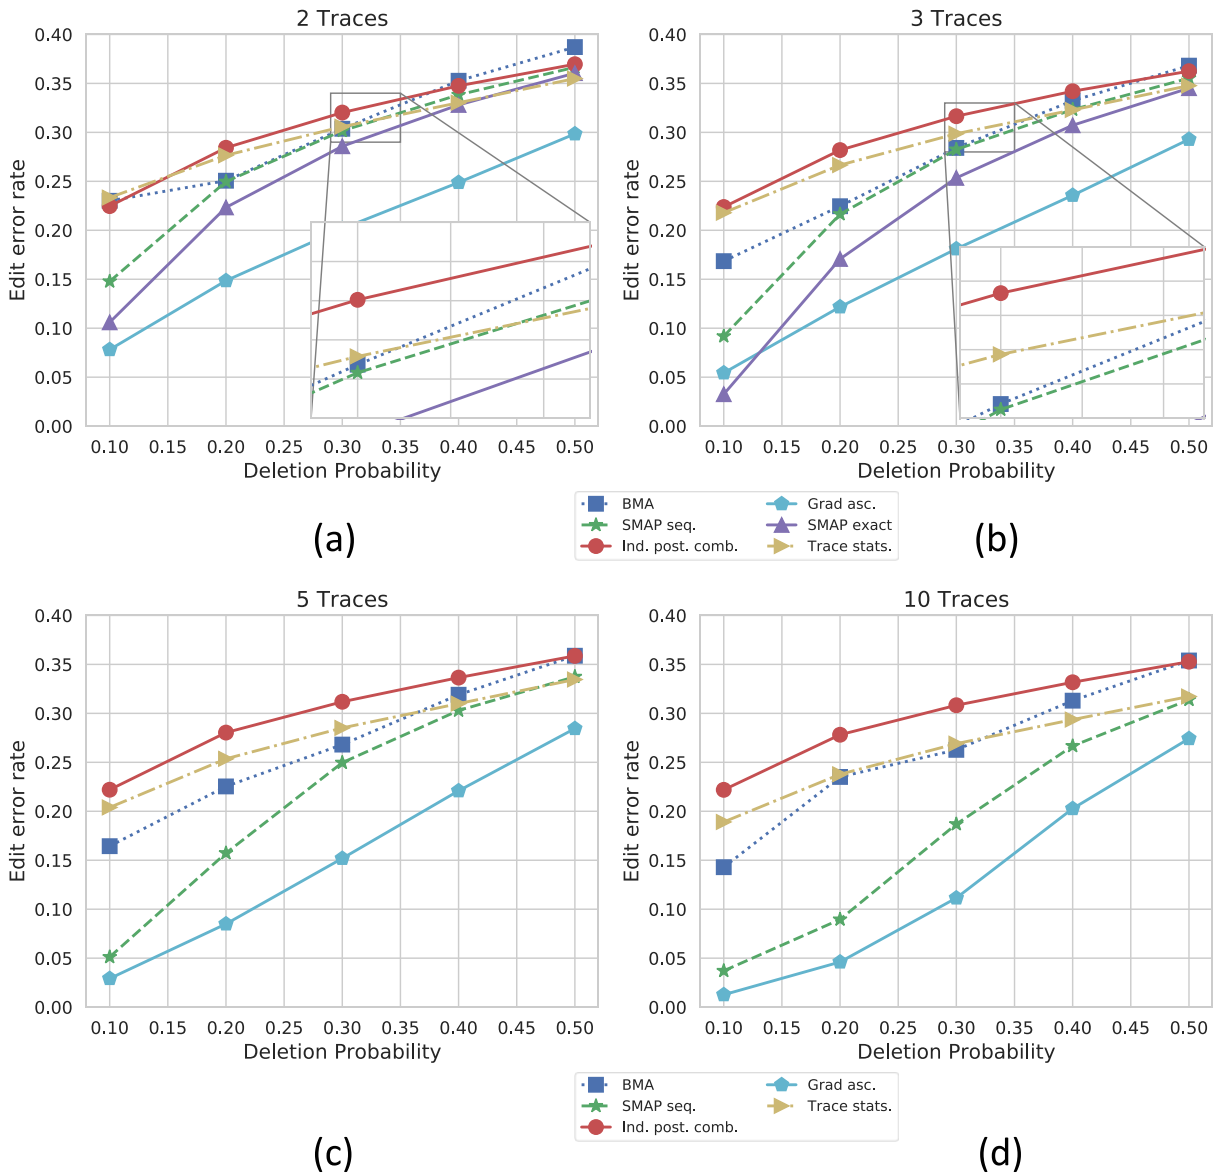 2 Traces
3 Traces
0.40
0.35
0.30
0.25
0.20
0.15
0.10
0.05
0.00
Edit error rate
0.10 0.15 0.20 0.25 0.30 0.35 0.40 0.45 0.50
Deletion Probability
0.40
0.35
0.30
0.25
0.20
0.15
0.10
0.05
0.00
Edit error rate
0.10 0.15 0.20 0.25 0.30 0.35 0.40 0.45 0.50
Deletion Probability
BMA
SMAP seq.
Ind. post. comb.
Grad asc.
SMAP exact
Trace stats.
(a)
(b)
5 Traces
10 Traces
0.40
0.35
0.30
0.25
0.20
0.15
0.10
0.05
0.00
Edit error rate
0.10 0.15 0.20 0.25 0.30 0.35 0.40 0.45 0.50
Deletion Probability
0.40
0.35
0.30
0.25
0.20
0.15
0.10
0.05
0.00
Edit error rate
0.10 0.15 0.20 0.25 0.30 0.35 0.40 0.45 0.50
Deletion Probability
BMA
SMAP seq.
Ind. post. comb.
Grad asc.
Trace stats.
(c)
(d)